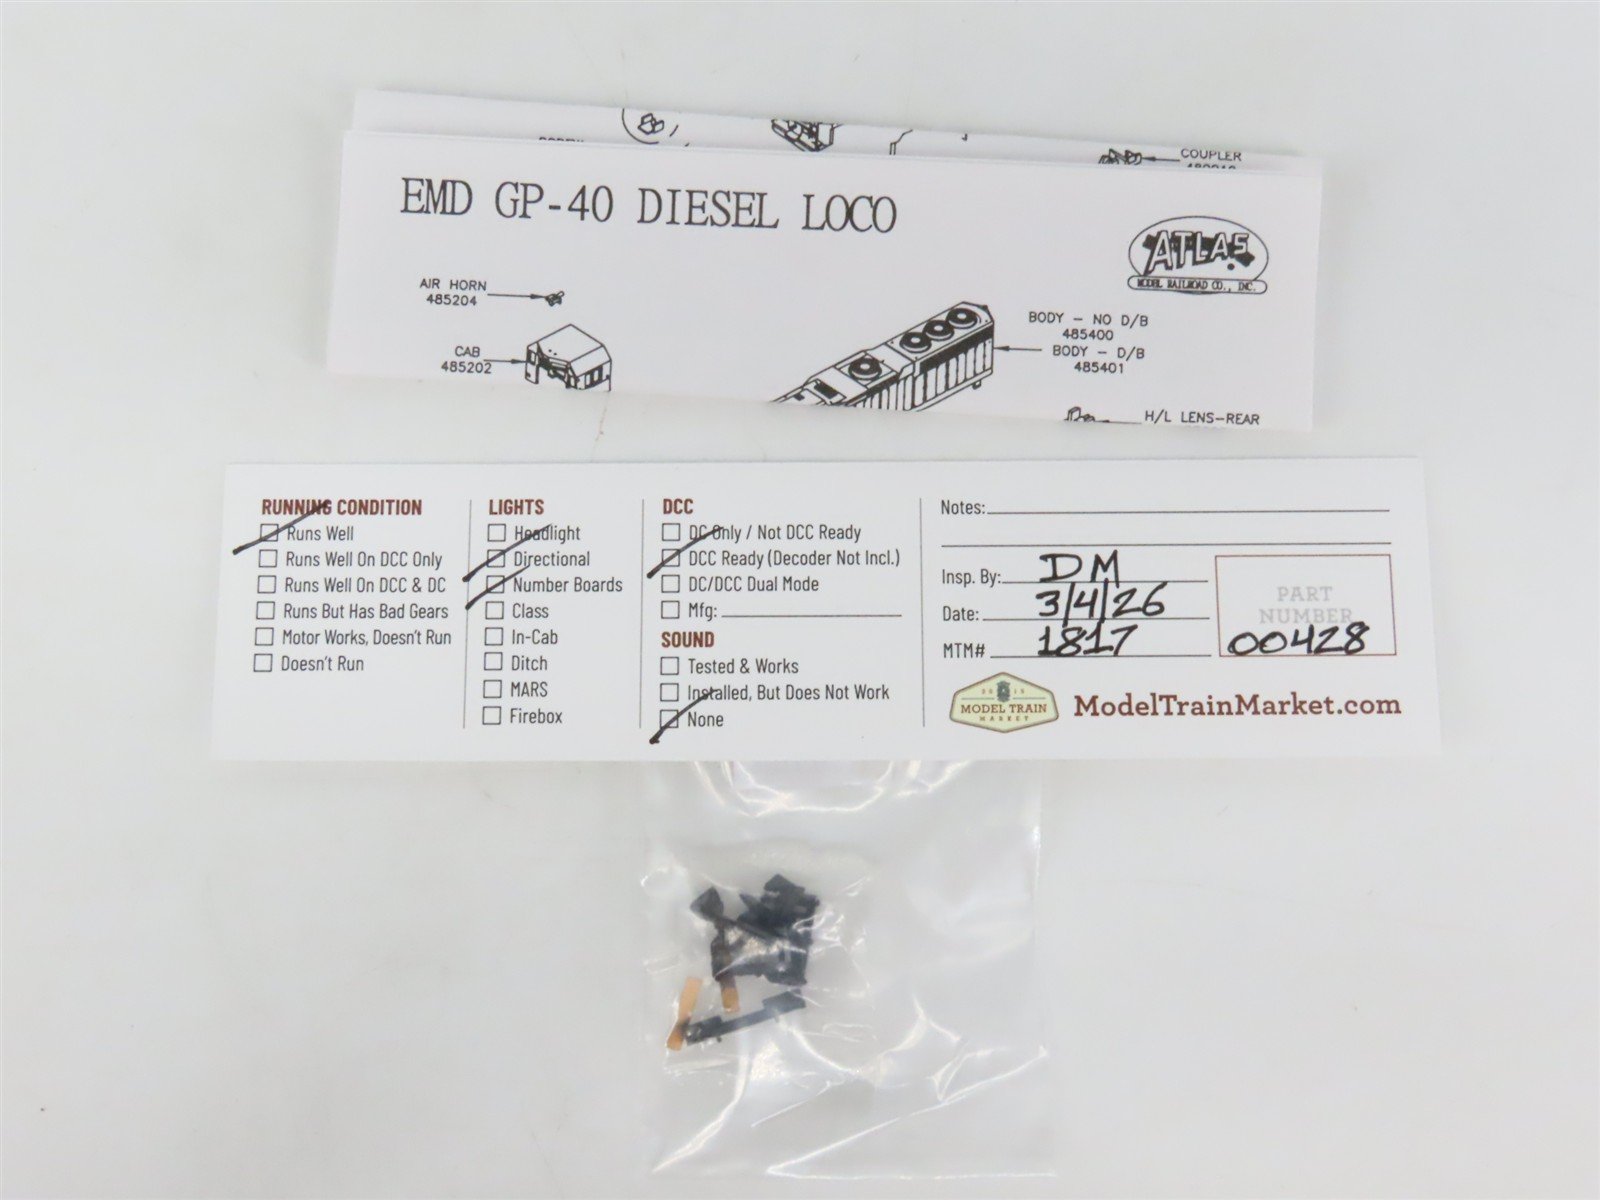 COUPLER
EMD GP-40 DIESEL LOCO
ATLAS
MODEL RAILROAD CO., INC.
AIR HORN
485204
CAB
485202
BODY - NO D/B
485400
BODY - D/B
485401
H/L LENS-REAR
RUNNING CONDITION
Runs Well
Runs Well On DCC Only
Runs Well On DCC & DC
Runs But Has Bad Gears
Motor Works, Doesn't Run
Doesn't Run
LIGHTS
Headlight
Directional
Number Boards
Class
In-Cab
Ditch
MARS
Firebox
DCC
DC Only / Not DCC Ready
DCC Ready (Decoder Not Incl.)
DC/DCC Dual Mode
Mfg:
SOUND
Tested & Works
Installed, But Does Not Work
None
Notes:
Insp. By: DM
Date: 3/4/26
MTM# 1817
PART
NUMBER
00428
MODEL TRAIN
MARKET
ModelTrainMarket.com